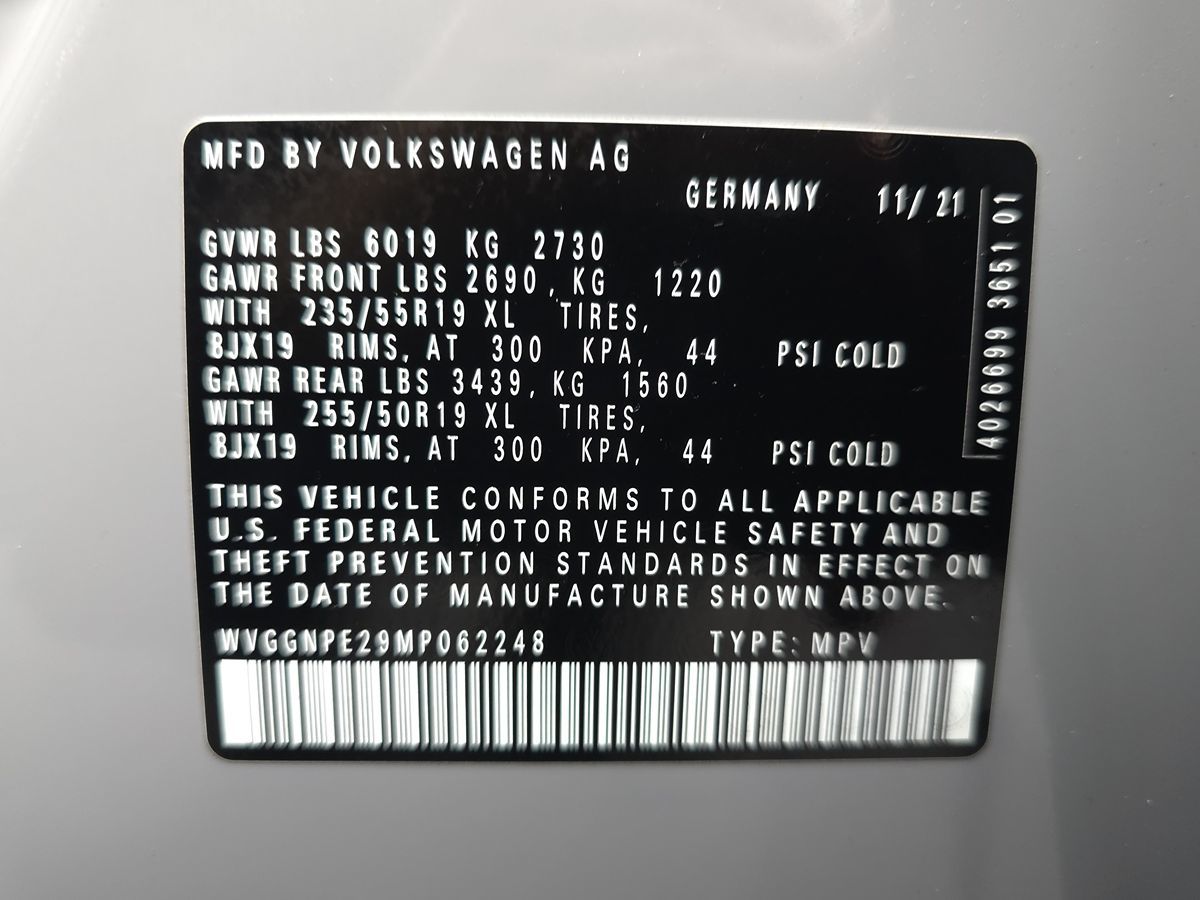 MFD BY VOLKSWAGEN AG
GERMANY 11/21
GVWR LBS 6019 KG 2730
GAWR FRONT LBS 2690, KG 1220
WITH 235/55R19 XL TIRES,
8JX19 RIMS, AT 300 KPA, 44 PSI COLD
GAWR REAR LBS 3439, KG 1560
WITH 255/50R19 XL TIRES,
8JX19 RIMS, AT 300 KPA, 44 PSI COLD
THIS VEHICLE CONFORMS TO ALL APPLICABLE
U.S. FEDERAL MOTOR VEHICLE SAFETY AND
THEFT PREVENTION STANDARDS IN EFFECT ON
THE DATE OF MANUFACTURE SHOWN ABOVE.
WVGGNPE29MP062248 TYPE: MPV
4026699 3651 01